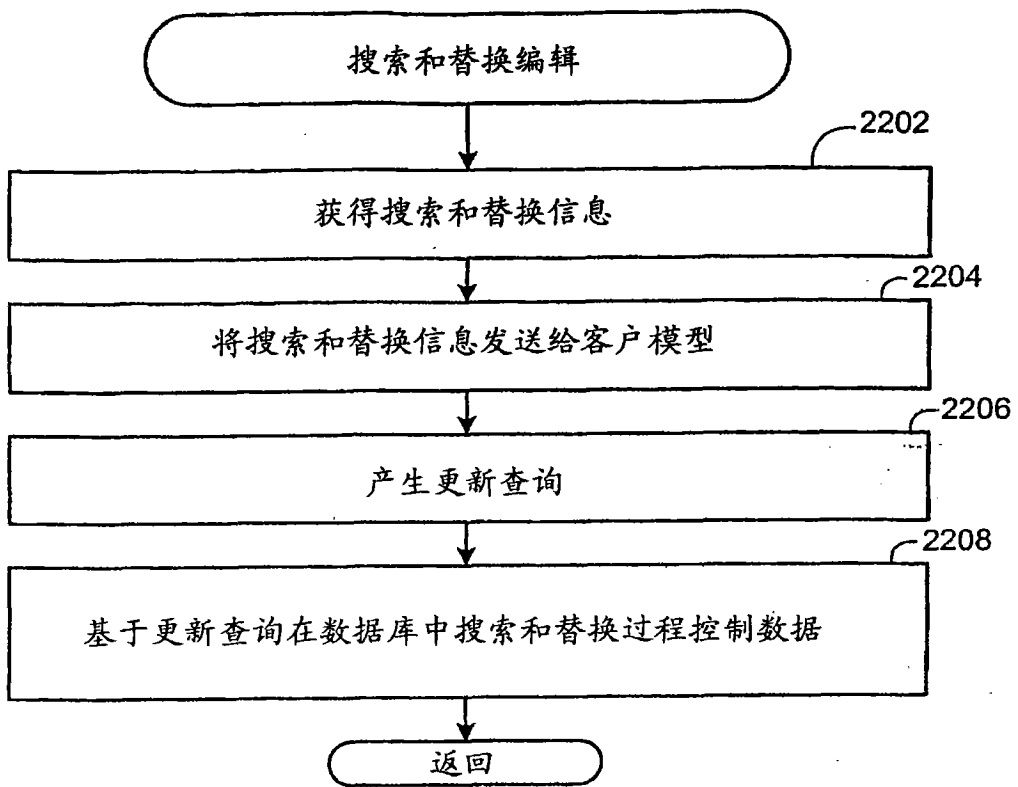 搜索和替换编辑
2202
获得搜索和替换信息
2204
将搜索和替换信息发送给客户模型
2206
产生更新查询
2208
基于更新查询在数据库中搜索和替换过程控制数据
返回